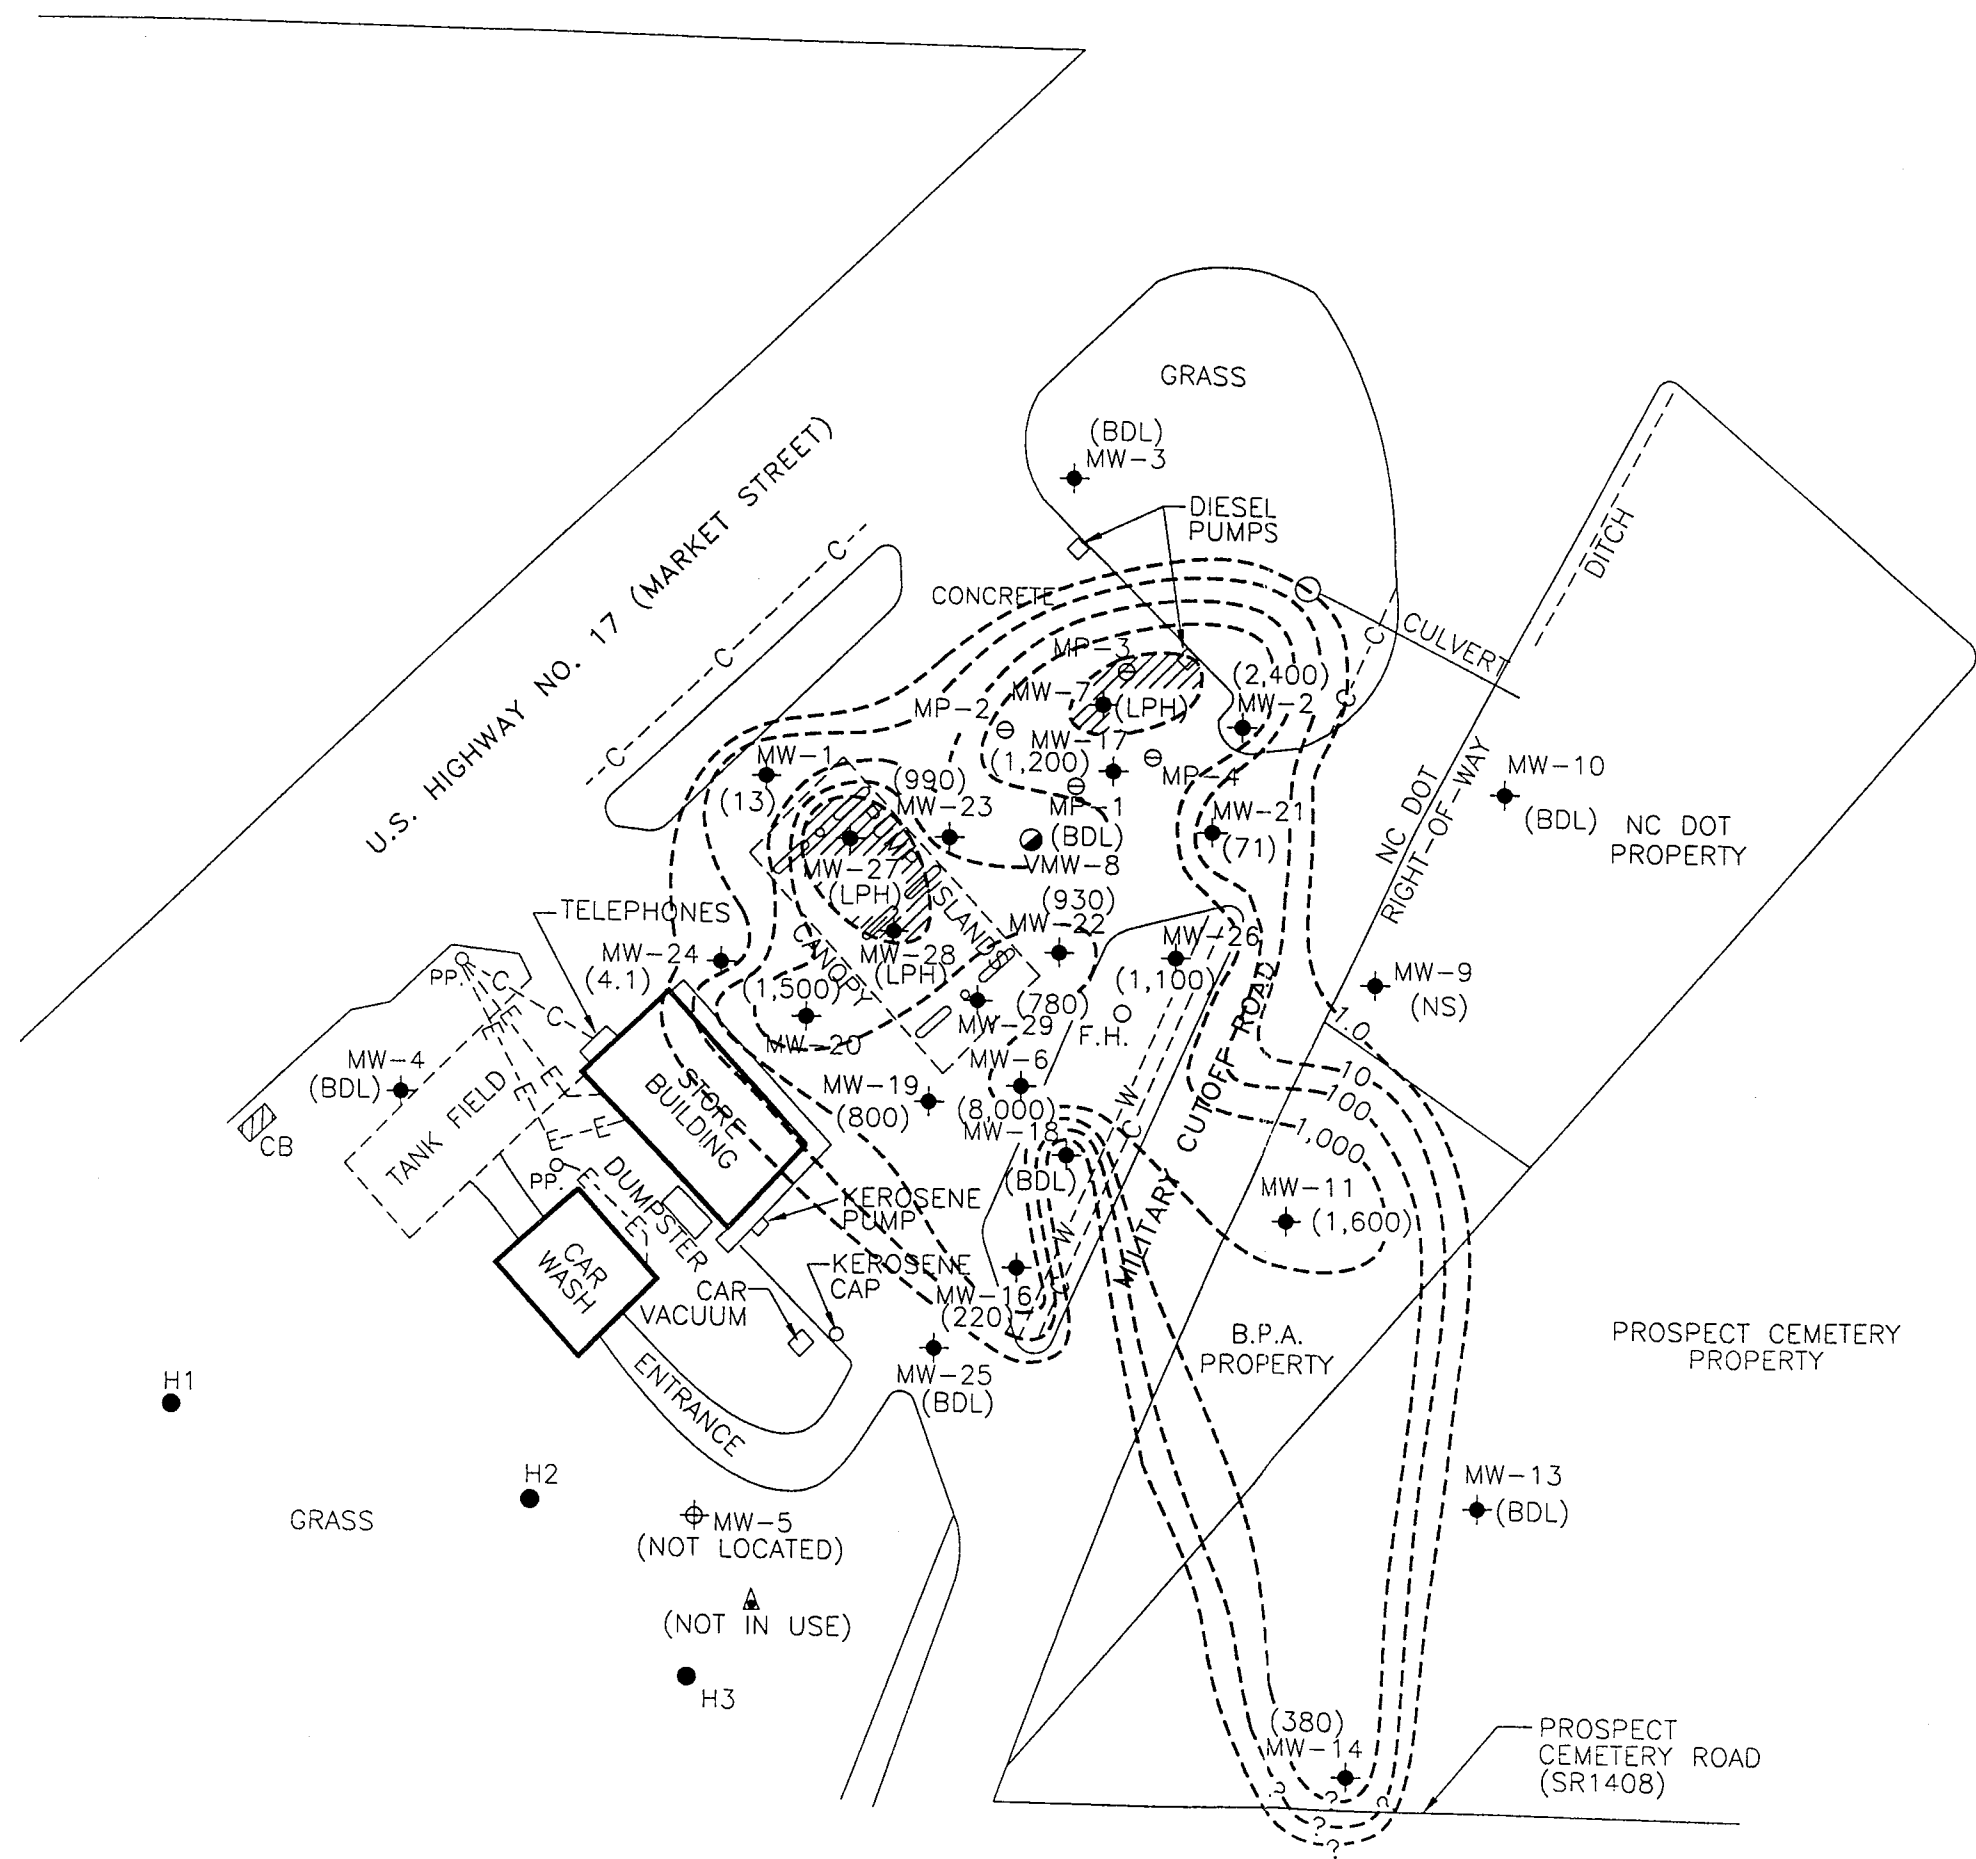 GRASS
(BDL)
MW-3
DIESEL
PUMPS
U.S. HIGHWAY NO. 17 (MARKET STREET)
C
C
C
DITCH
CONCRETE
CULVERT
C
C
MP-3
(2,400)
MW-7
MW-2
(LPH)
MP-2
MW-17
(1,200)
MP-4
MW-1
(13)
(990)
MW-23
MP-1
(BDL)
VMW-8
MW-21
(71)
NC DOT
RIGHT-OF-WAY
MW-10
(BDL)
NC DOT
PROPERTY
MW-27
(LPH)
PUMP ISLANDS
(930)
MW-22
TELEPHONES
MW-24
(4.1)
CANOPY
MW-28
(LPH)
MW-26
(1,100)
(1,500)
MW-20
(780)
MW-29
F.H.
MW-9
(NS)
1.0
PP.
C
C
E
E
E
E
E
E
MW-4
(BDL)
TANK FIELD
CB
STORE
BUILDING
MW-6
MW-19
(800)
(8,000)
MW-18
(BDL)
W
C
W
C
MILITARY CUTOFF ROAD
10
100
1,000
MW-11
(1,600)
PP.
E
E
DUMPSTER
KEROSENE
PUMP
CAR
WASH
KEROSENE
CAP
CAR
VACUUM
MW-16
(220)
B.P.A.
PROPERTY
PROSPECT CEMETERY
PROPERTY
ENTRANCE
MW-25
(BDL)
H1
H2
GRASS
MW-5
(NOT LOCATED)
MW-13
(BDL)
(NOT IN USE)
H3
(380)
MW-14
PROSPECT
CEMETERY ROAD
(SR1408)
?
?
?
?
?